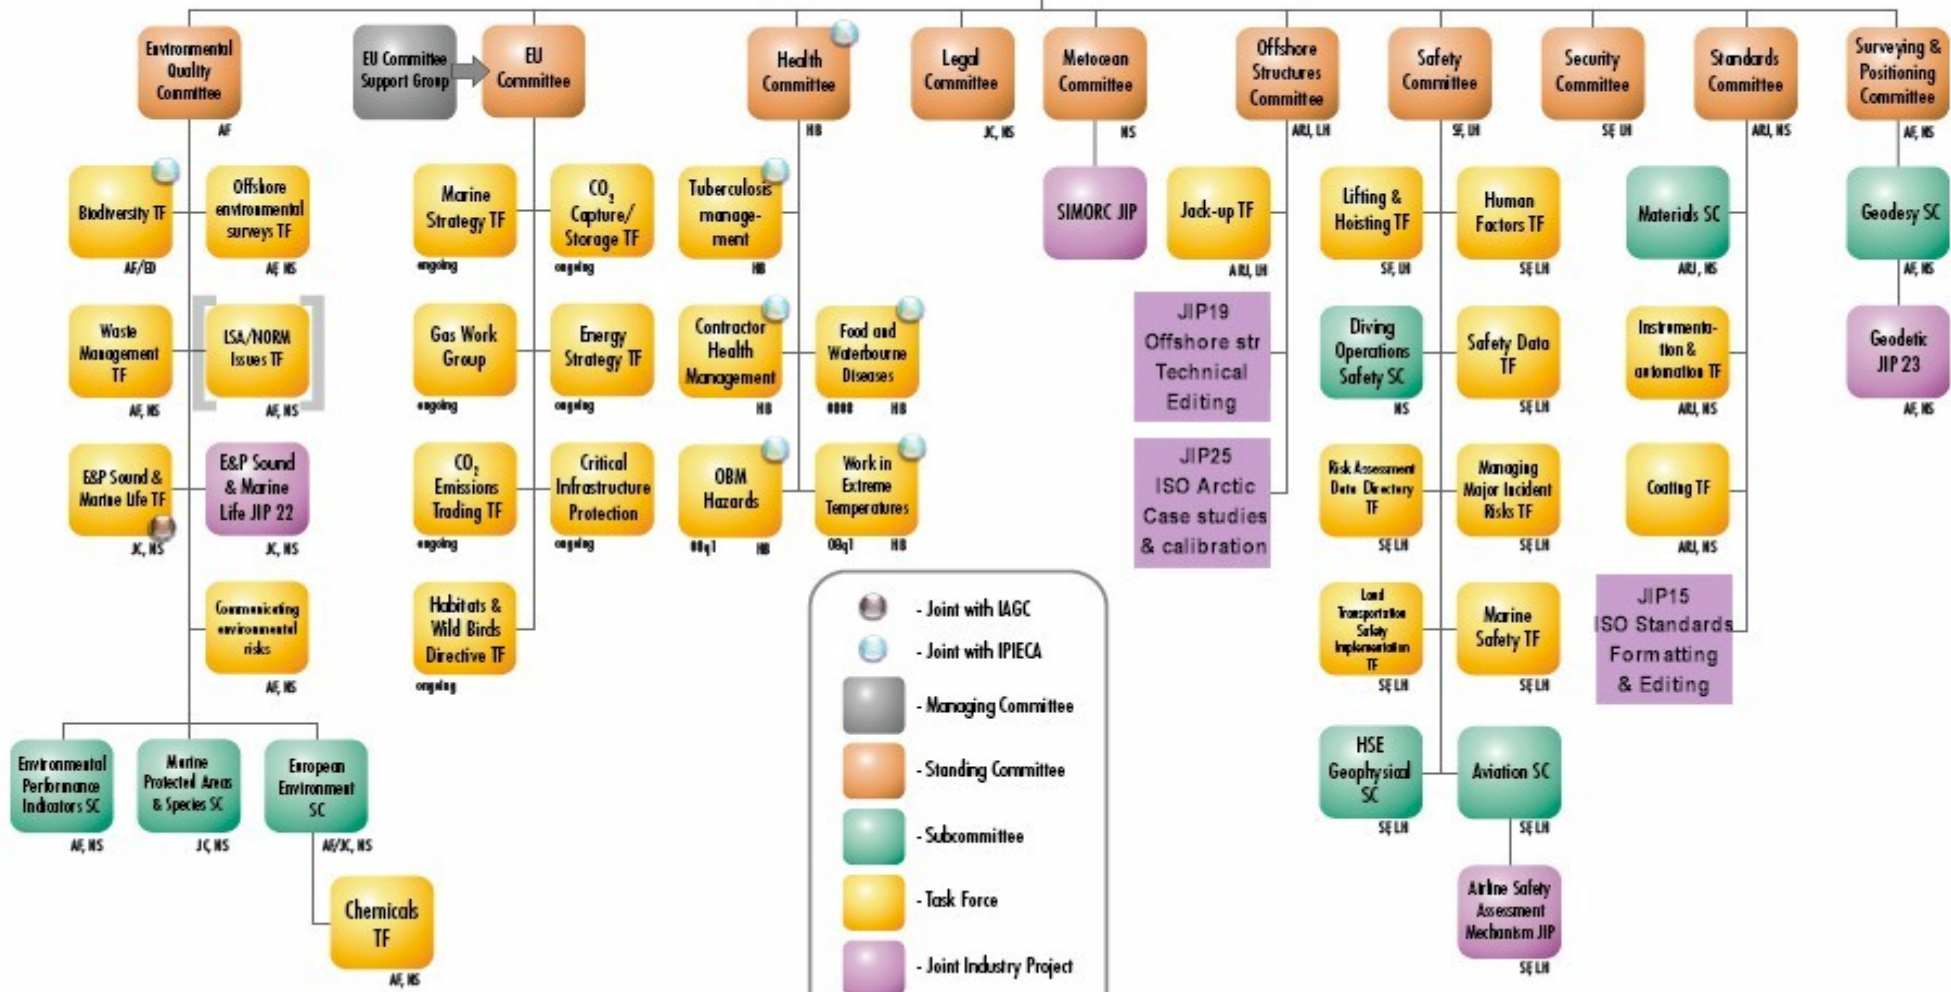 Environmental
Quality
Committee
AF
EU Committee
Support Group
EU
Committee
Health
Committee
HB
Legal
Committee
JC, NS
Metocean
Committee
NS
Offshore
Structures
Committee
ARJ, LH
Safety
Committee
SF, LH
Security
Committee
SF, LH
Standards
Committee
ARJ, NS
Surveying &
Positioning
Committee
AF, NS
Biodiversity TF
AF/ED
Offshore
environmental
surveys TF
AF, NS
Waste
Management
TF
AF, NS
LSA/NORM
Issues TF
AF, NS
E&P Sound &
Marine Life TF
JC, NS
E&P Sound
& Marine
Life JIP 22
JC, NS
Communicating
environmental
risks
AF, NS
Environmental
Performance
Indicators SC
AF, NS
Marine
Protected Areas
& Species SC
JC, NS
European
Environment
SC
AF/JC, NS
Chemicals
TF
AF, NS
Marine
Strategy TF
ongoing
CO2
Capture/
Storage TF
ongoing
Gas Work
Group
ongoing
Energy
Strategy TF
ongoing
CO2
Emissions
Trading TF
ongoing
Critical
Infrastructure
Protection
ongoing
Habitats &
Wild Birds
Directive TF
ongoing
Tuberculosis
manage-
ment
HB
Contractor
Health
Management
HB
Food and
Waterbourne
Diseases
HB
OBM
Hazards
08q1 HB
Work in
Extreme
Temperatures
08q1 HB
SIMORC JIP
Jack-up TF
ARJ, LH
JIP19
Offshore str
Technical
Editing
JIP25
ISO Arctic
Case studies
& calibration
Lifting &
Hoisting TF
SF, LH
Human
Factors TF
SF, LH
Diving
Operations
Safety SC
NS
Safety Data
TF
SF, LH
Risk Assessment
Data Directory
TF
SF, LH
Managing
Major Incident
Risks TF
SF, LH
Land
Transportation
Safety
Implementation
TF
SF, LH
Marine
Safety TF
SF, LH
HSE
Geophysical
SC
SF, LH
Aviation SC
SF, LH
Airline Safety
Assessment
Mechanism JIP
SF, LH
Materials SC
ARJ, NS
Instrumenta-
tion &
automation TF
ARJ, NS
Coating TF
ARJ, NS
JIP15
ISO Standards
Formatting
& Editing
Geodesy SC
AF, NS
Geodetic
JIP 23
AF, NS
- Joint with IAGC
- Joint with IPIECA
- Managing Committee
- Standing Committee
- Subcommittee
- Task Force
- Joint Industry Project